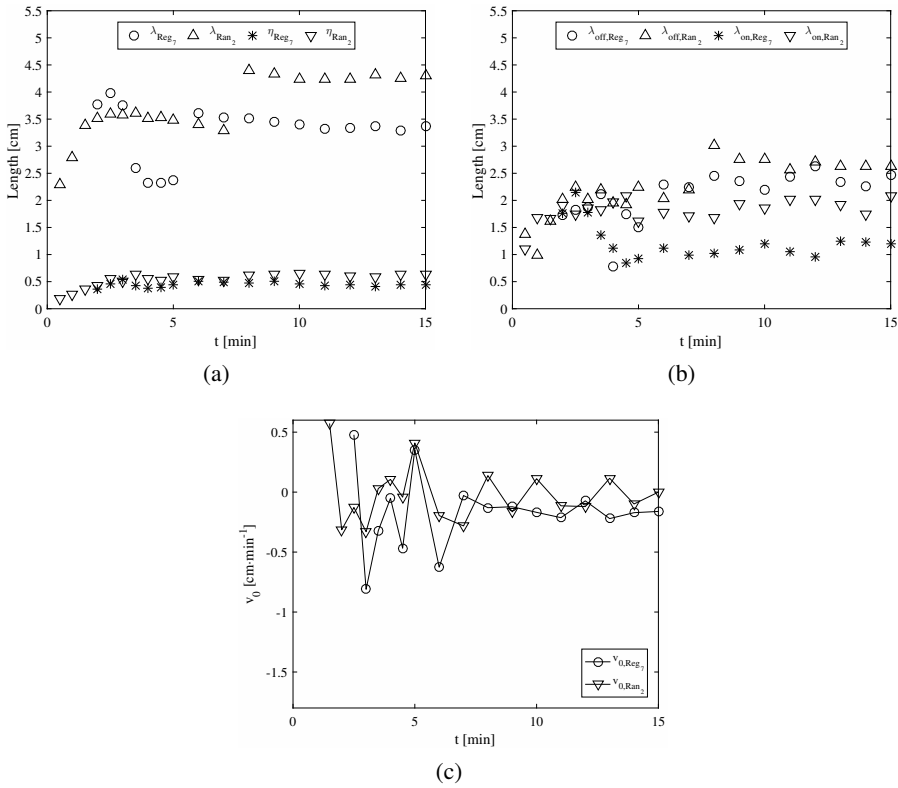 λReg7 λRan2 ηReg7 ηRan2
5.5
5
4.5
4
3.5
3
2.5
2
1.5
1
0.5
0
Length [cm]
0 5 10 15
t [min]
(a)
λoff,Reg7 λoff,Ran2 λon,Reg7 λon,Ran2
5.5
5
4.5
4
3.5
3
2.5
2
1.5
1
0.5
0
Length [cm]
0 5 10 15
t [min]
(b)
0.5
0
-0.5
-1
-1.5
v0 [cm·min-1]
v0,Reg7
v0,Ran2
0 5 10 15
t [min]
(c)